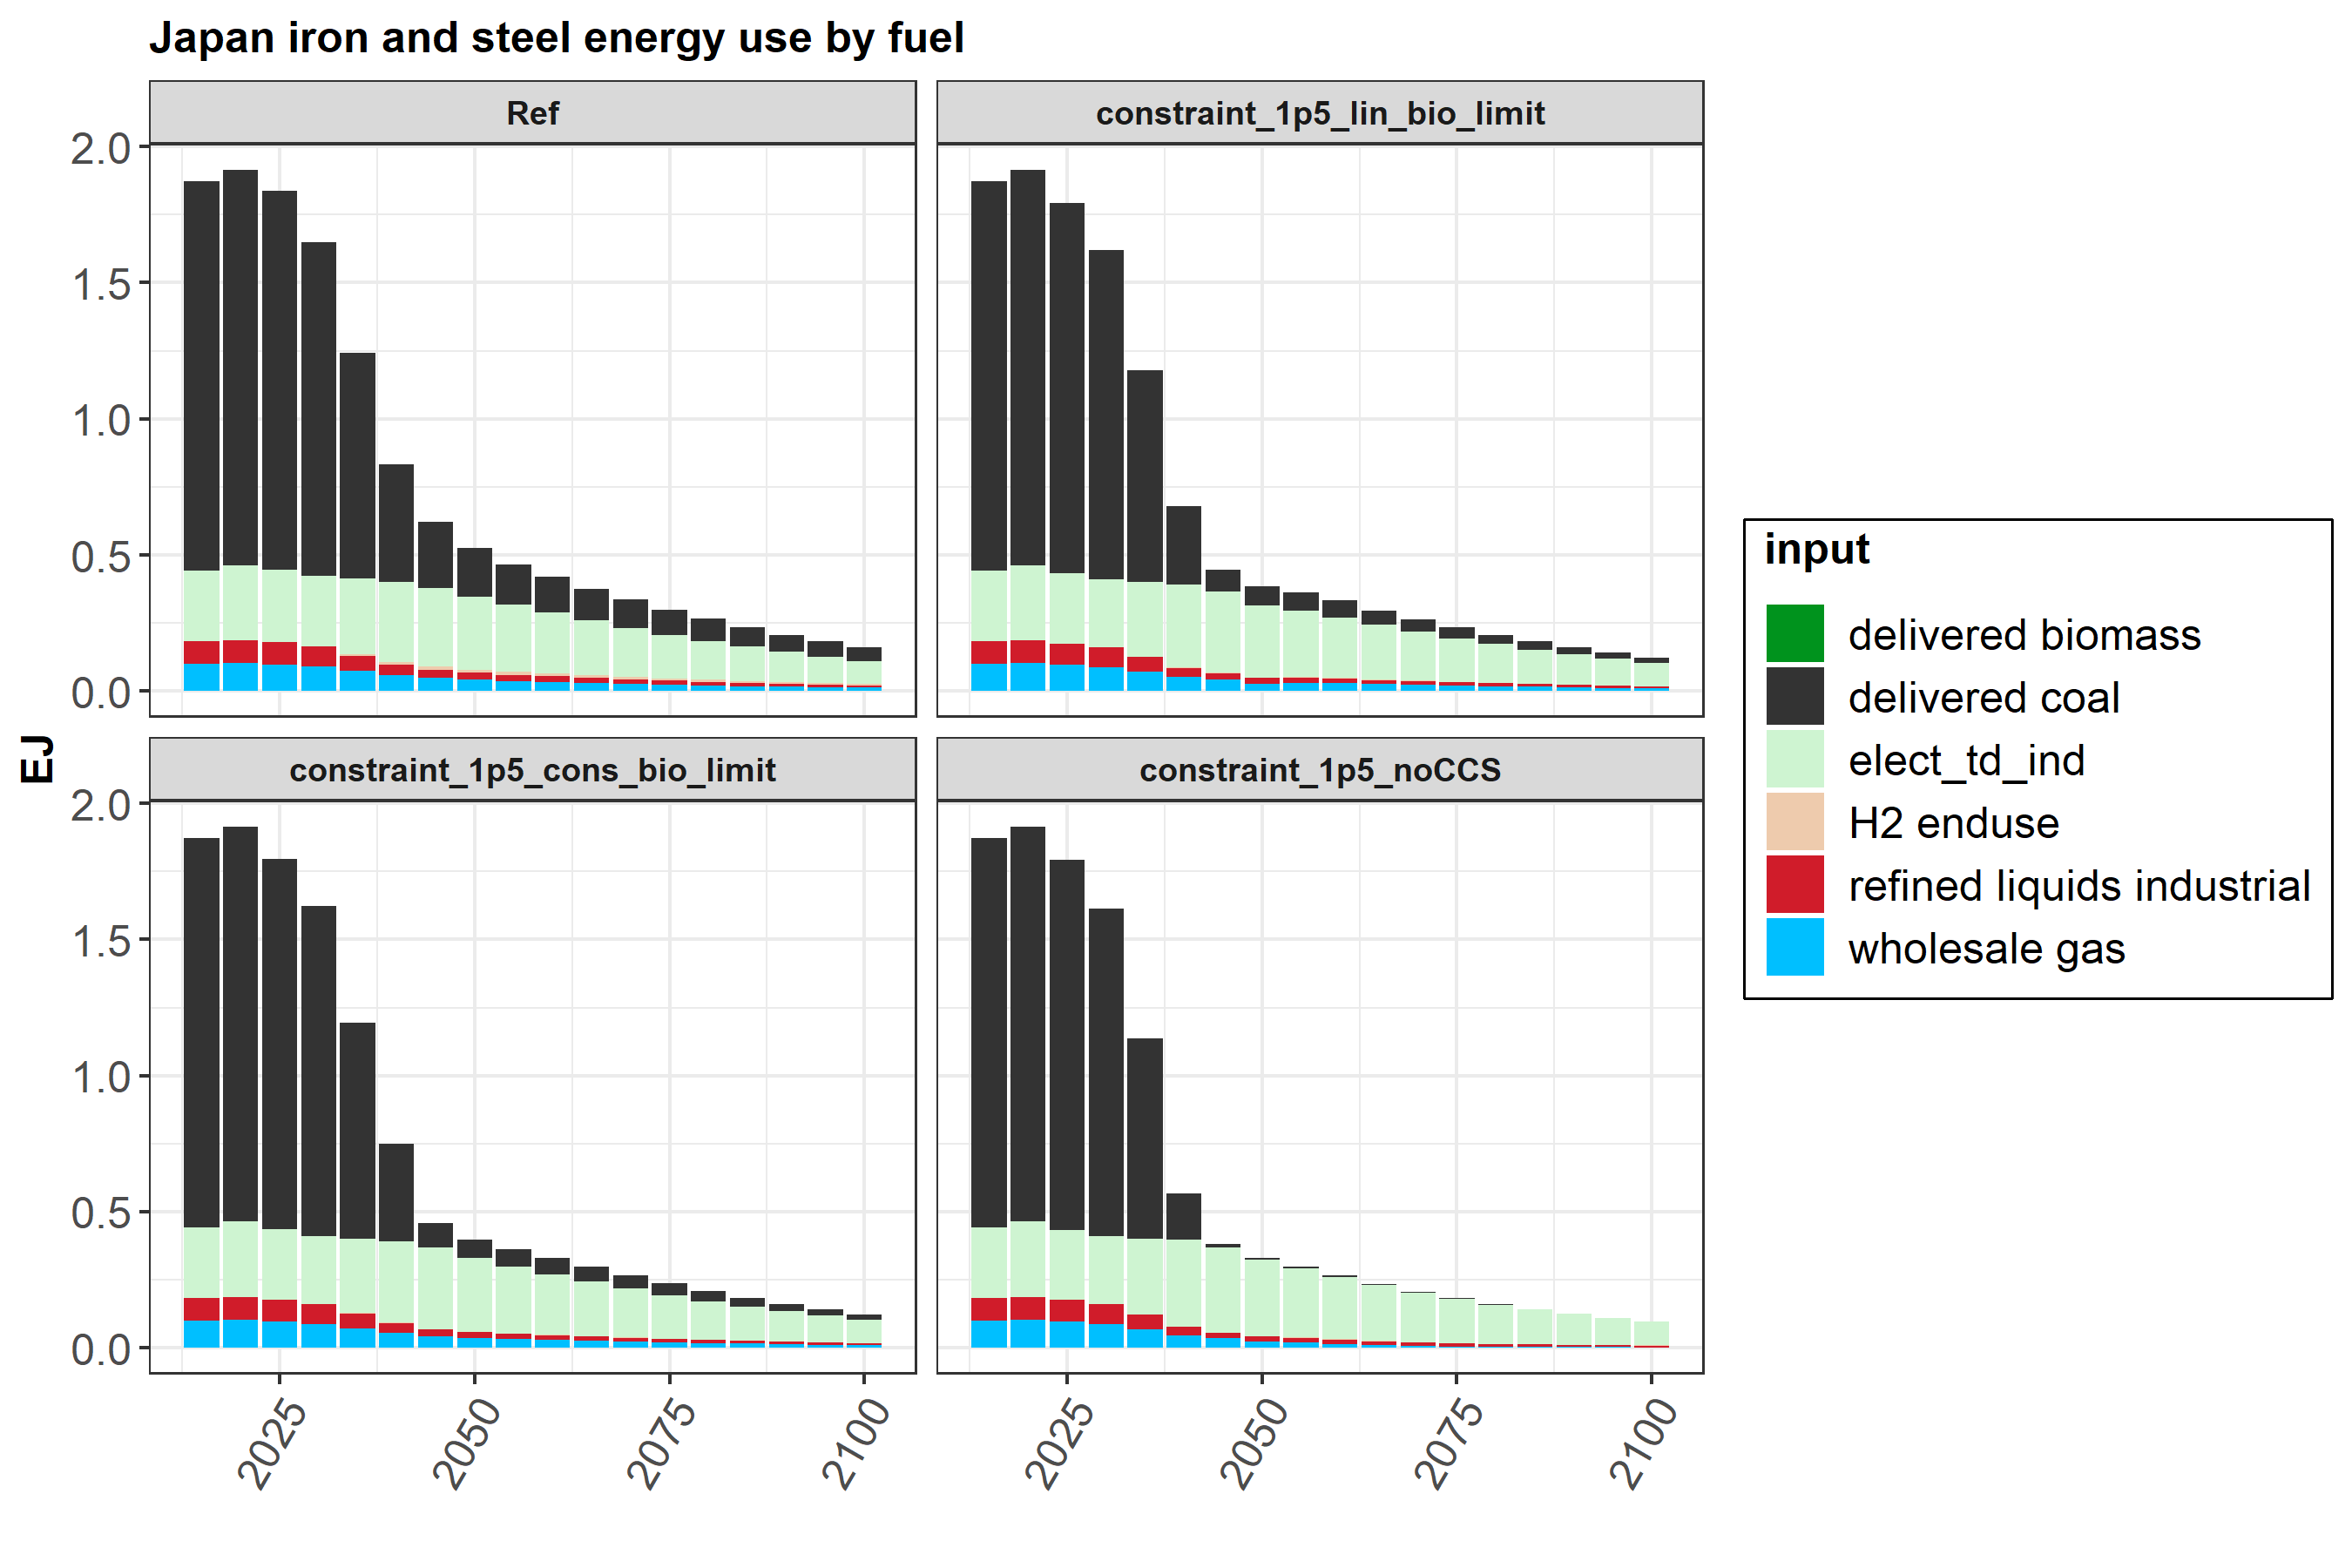 Japan iron and steel energy use by fuel
Ref
constraint_1p5_lin_bio_limit
2.0
1.5
1.0
0.5
0.0
EJ
constraint_1p5_cons_bio_limit
constraint_1p5_noCCS
2.0
1.5
1.0
0.5
0.0
2025
2050
2075
2100
2025
2050
2075
2100
input
delivered biomass
delivered coal
elect_td_ind
H2 enduse
refined liquids industrial
wholesale gas